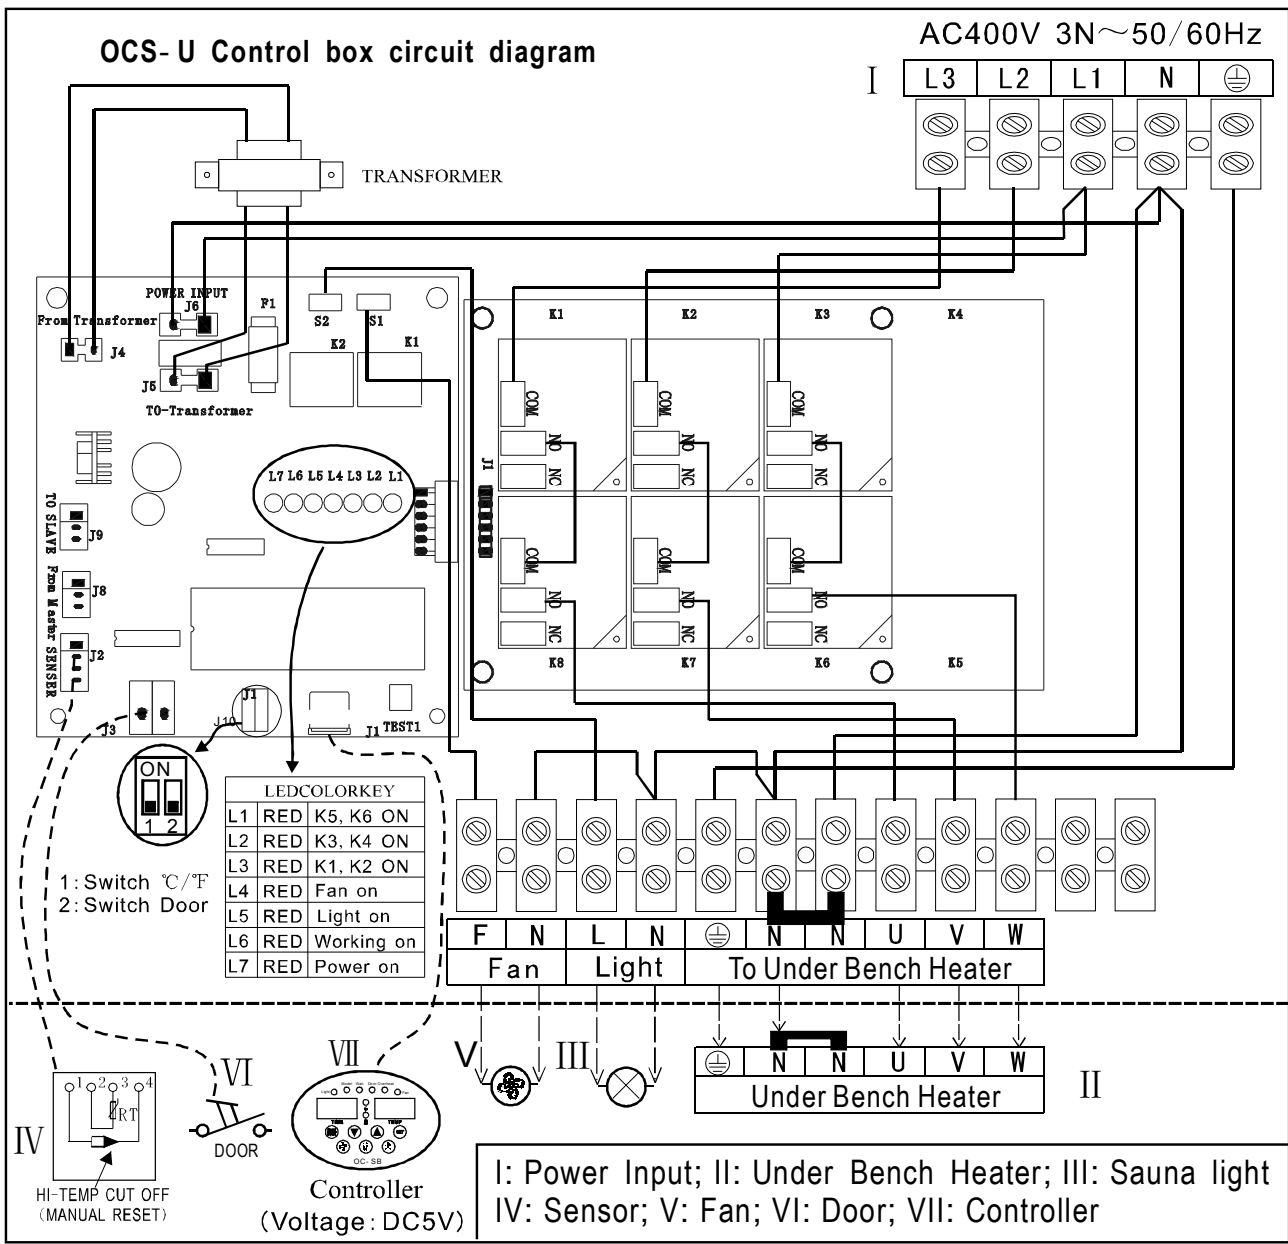 OCS-U Control box circuit diagram
AC400V 3N～50/60Hz
I
L3 L2 L1 N
TRANSFORMER
POWER INPUT
J6
F1
From Transformer
J4
J5
TO-Transformer
S2 S1
K2 K1
K1 K2 K3 K4
COM COM COM
NO NO NO
NC NC NC
J1
L7 L6 L5 L4 L3 L2 L1
TO SLAVE
J9
From Master
J8
SENSER
J2
COM COM COM
NO NO NO
NC NC NC
K8 K7 K6 K5
J3
J10
J1
J1
TEST1
ON
1 2
1: Switch ℃/℉
2: Switch Door
LEDCOLORKEY
L1 RED K5, K6 ON
L2 RED K3, K4 ON
L3 RED K1, K2 ON
L4 RED Fan on
L5 RED Light on
L6 RED Working on
L7 RED Power on
F N L N N N U V W
Fan Light To Under Bench Heater
V
III
N N U V W
Under Bench Heater
II
IV
1 2 3 4
RT
HI-TEMP CUT OFF
(MANUAL RESET)
VI
DOOR
VII
TIME TEMP
OC-SB
Controller
(Voltage: DC5V)
I: Power Input; II: Under Bench Heater; III: Sauna light
IV: Sensor; V: Fan; VI: Door; VII: Controller